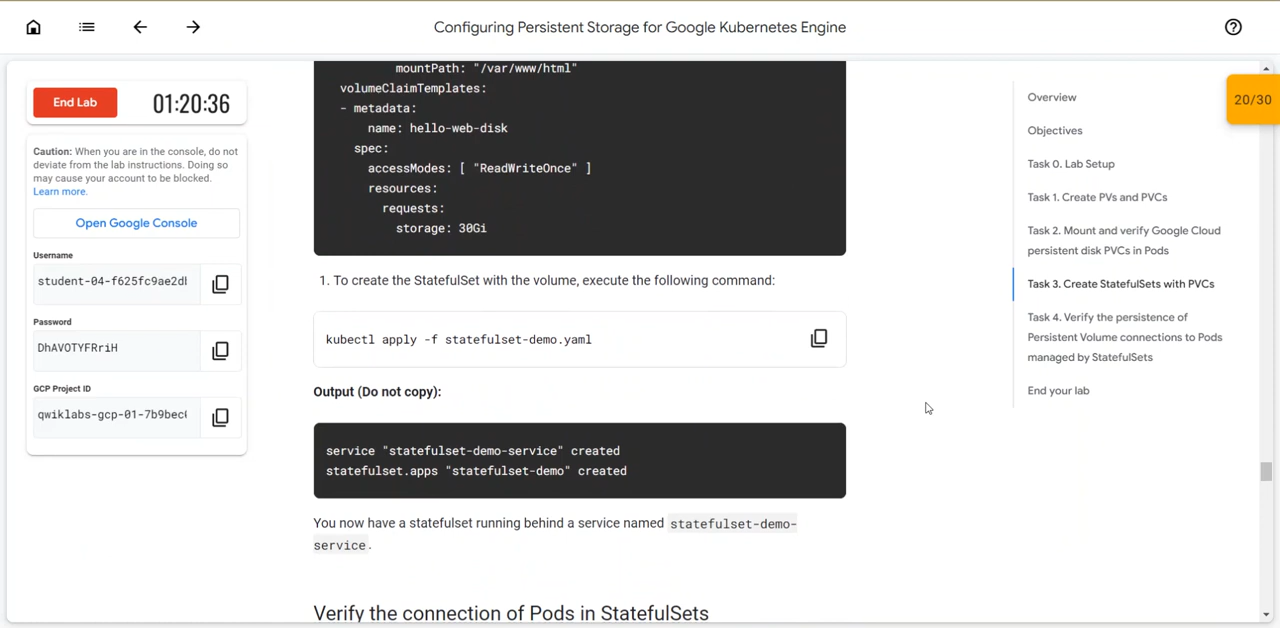 Configuring Persistent Storage for Google Kubernetes Engine
End Lab
01:20:36
Caution: When you are in the console, do not
deviate from the lab instructions. Doing so
may cause your account to be blocked.
Learn more.
Open Google Console
Username
student-04-f625fc9ae2dl
Password
DhAVOTYFRriH
GCP Project ID
qwiklabs-gcp-01-7b9bec
mountPath: "/var/www/html"
volumeClaimTemplates:
- metadata:
name: hello-web-disk
spec:
accessModes: [ "ReadWriteOnce" ]
resources:
requests:
storage: 30Gi
1. To create the StatefulSet with the volume, execute the following command:
kubectl apply -f statefulset-demo.yaml
Output (Do not copy):
service "statefulset-demo-service" created
statefulset.apps "statefulset-demo" created
You now have a statefulset running behind a service named statefulset-demo-
service.
Verify the connection of Pods in StatefulSets
Overview
Objectives
Task 0. Lab Setup
Task 1. Create PVs and PVCs
Task 2. Mount and verify Google Cloud
persistent disk PVCs in Pods
Task 3. Create StatefulSets with PVCs
Task 4. Verify the persistence of
Persistent Volume connections to Pods
managed by StatefulSets
End your lab
20/30